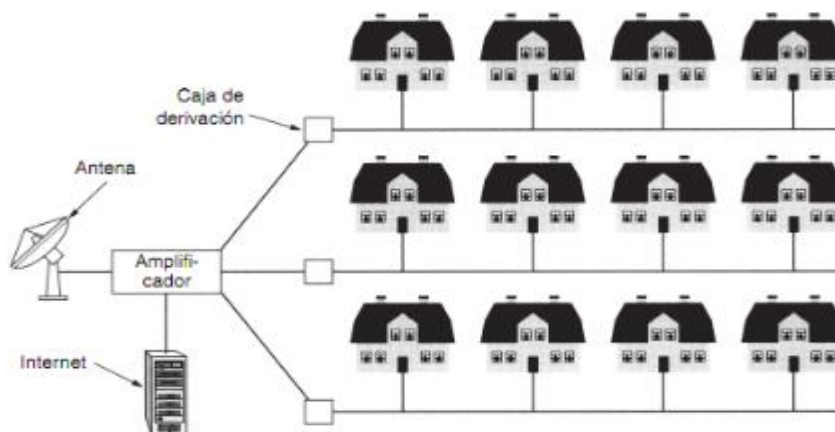 Caja de
derivación
Antena
Amplifi-
cador
Internet